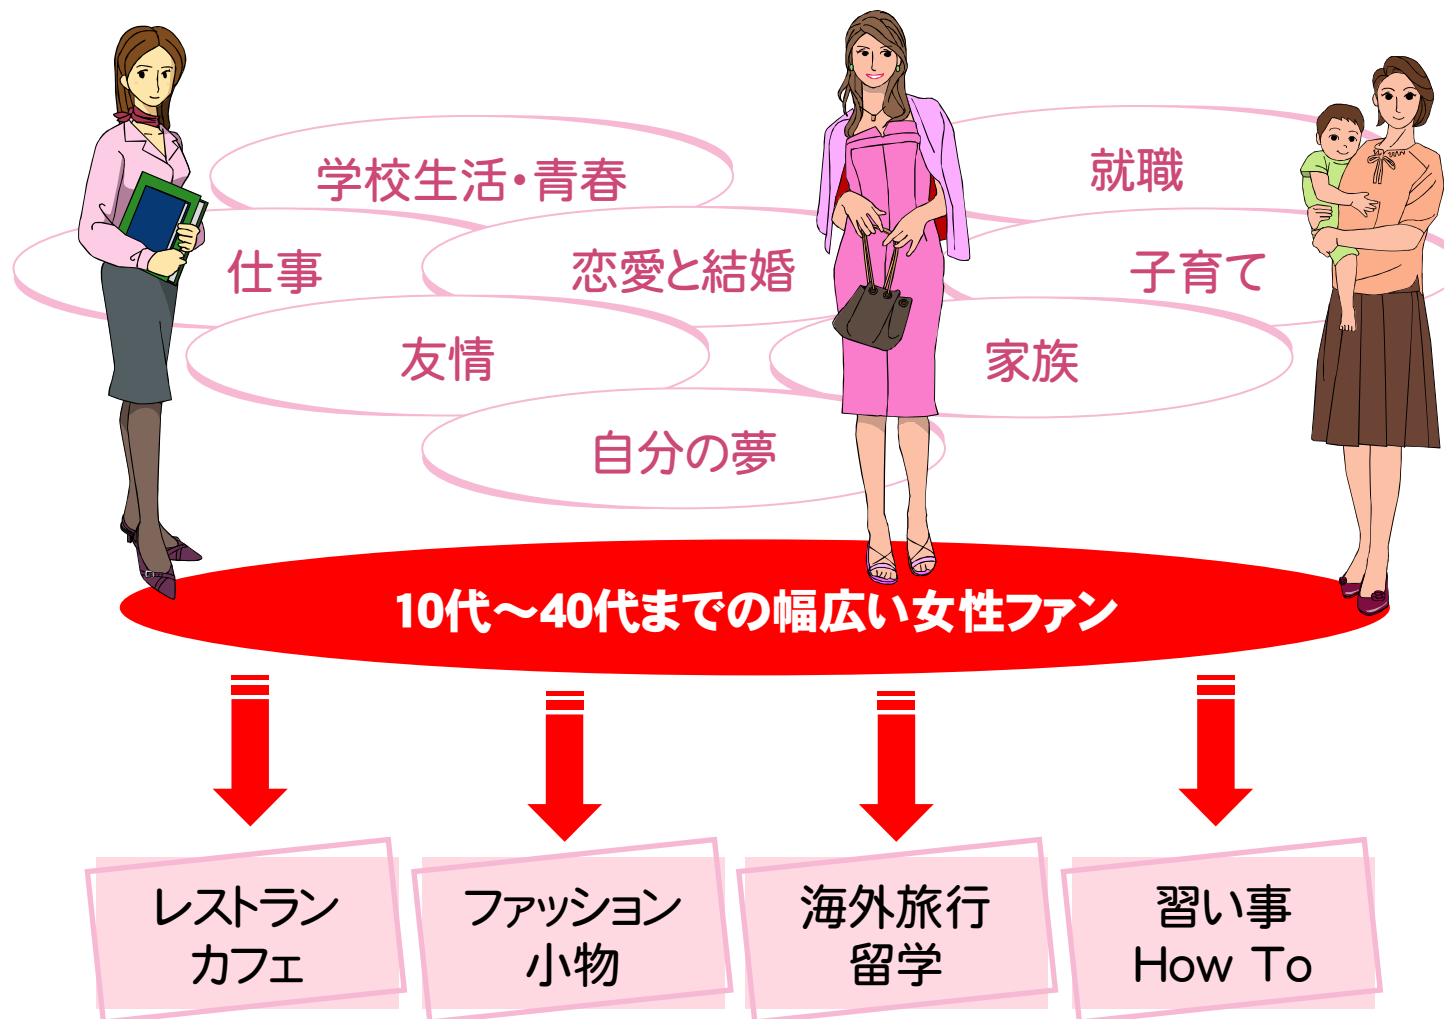 学校生活・青春
就職
仕事
恋愛と結婚
子育て
友情
家族
自分の夢
10代～40代までの幅広い女性ファン
レストラン
カフェ
ファッション
小物
海外旅行
留学
習い事
How To